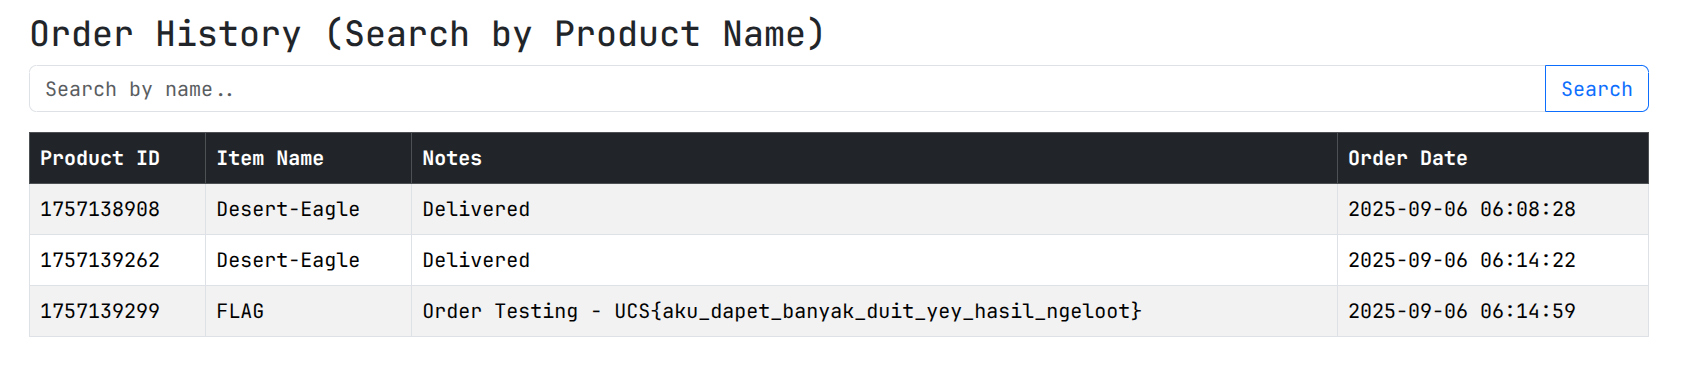 Order History (Search by Product Name)
Search by name..
Search
Product ID Item Name Notes Order Date
1757138908 Desert-Eagle Delivered 2025-09-06 06:08:28
1757139262 Desert-Eagle Delivered 2025-09-06 06:14:22
1757139299 FLAG Order Testing - UCS{aku_dapet_banyak_duit_yey_hasil_ngeloot} 2025-09-06 06:14:59